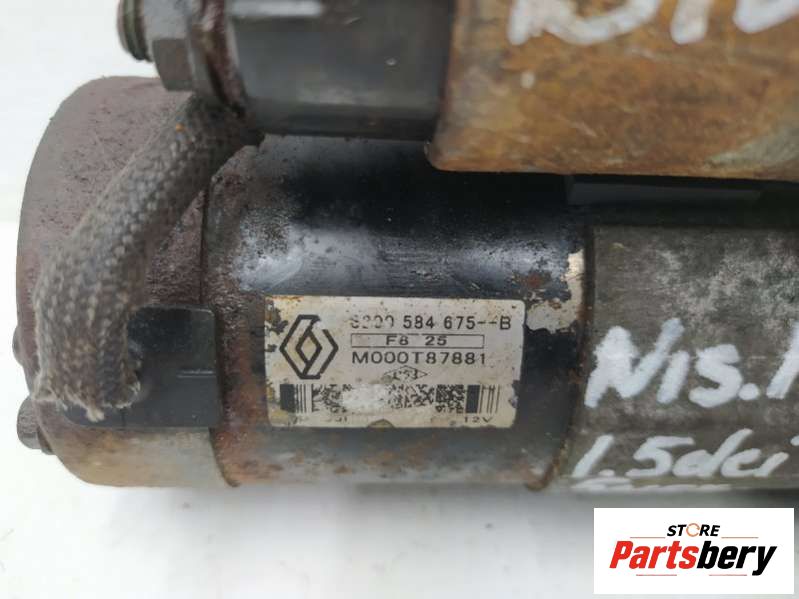 8200 584 675--B
F8 25
M000T87881
12V
NIS.
1.5dci
STORE
Partsbery